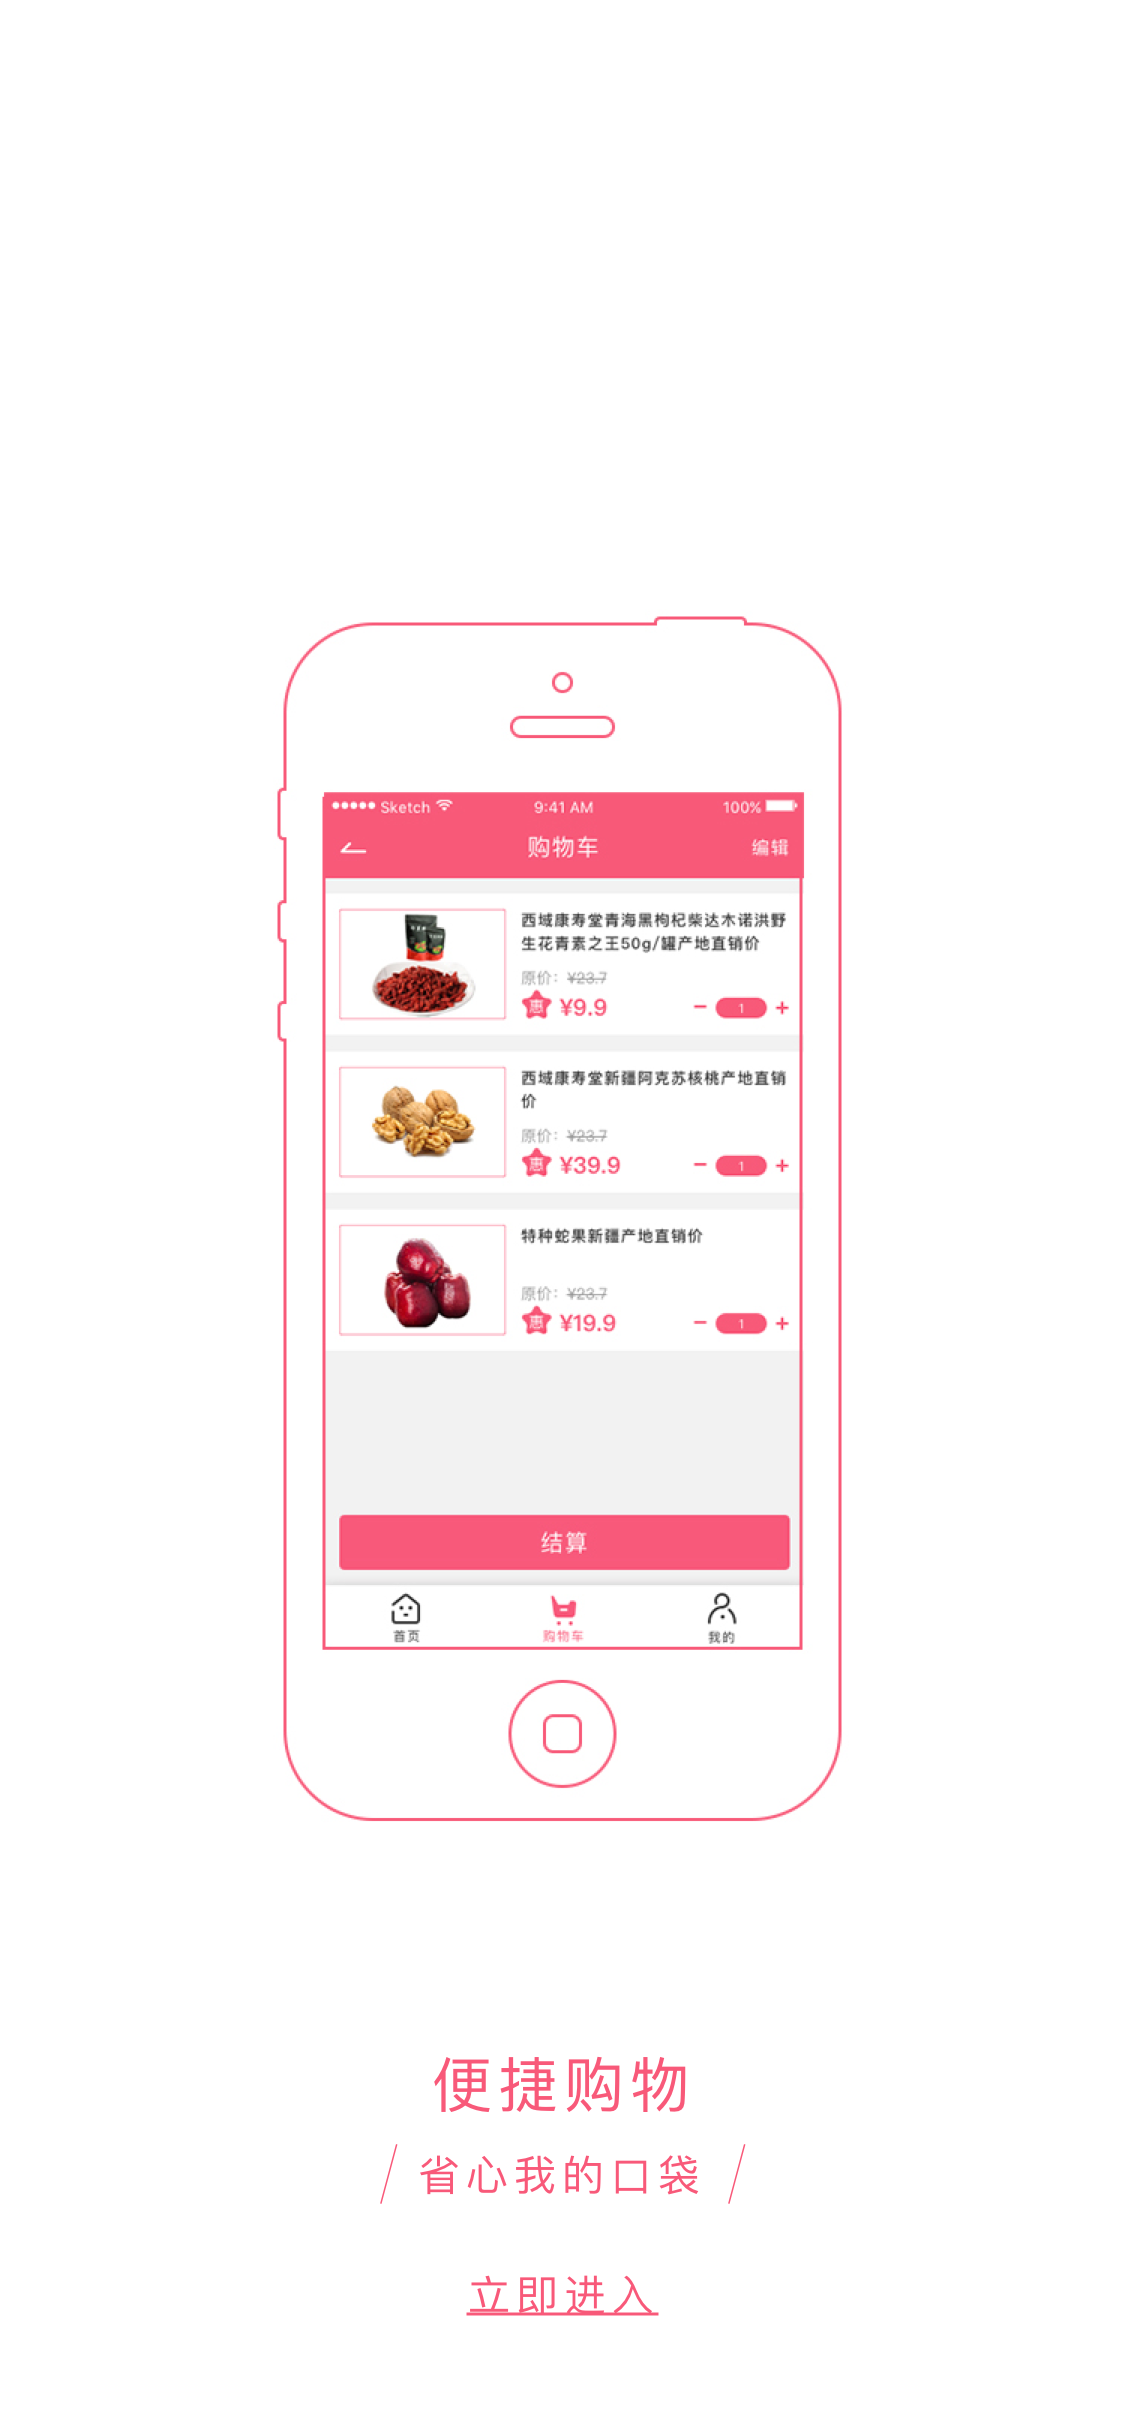 Sketch 9:41 AM 100%
购物车 编辑
西域康寿堂青海黑枸杞柴达木诺洪野
生花青素之王50g/罐产地直销价
原价：¥23.7
惠 ¥9.9 − 1 +
西域康寿堂新疆阿克苏核桃产地直销
价
原价：¥23.7
惠 ¥39.9 − 1 +
特种蛇果新疆产地直销价
原价：¥23.7
惠 ¥19.9 − 1 +
结算
首页 购物车 我的
便捷购物
/ 省心我的口袋 /
立即进入